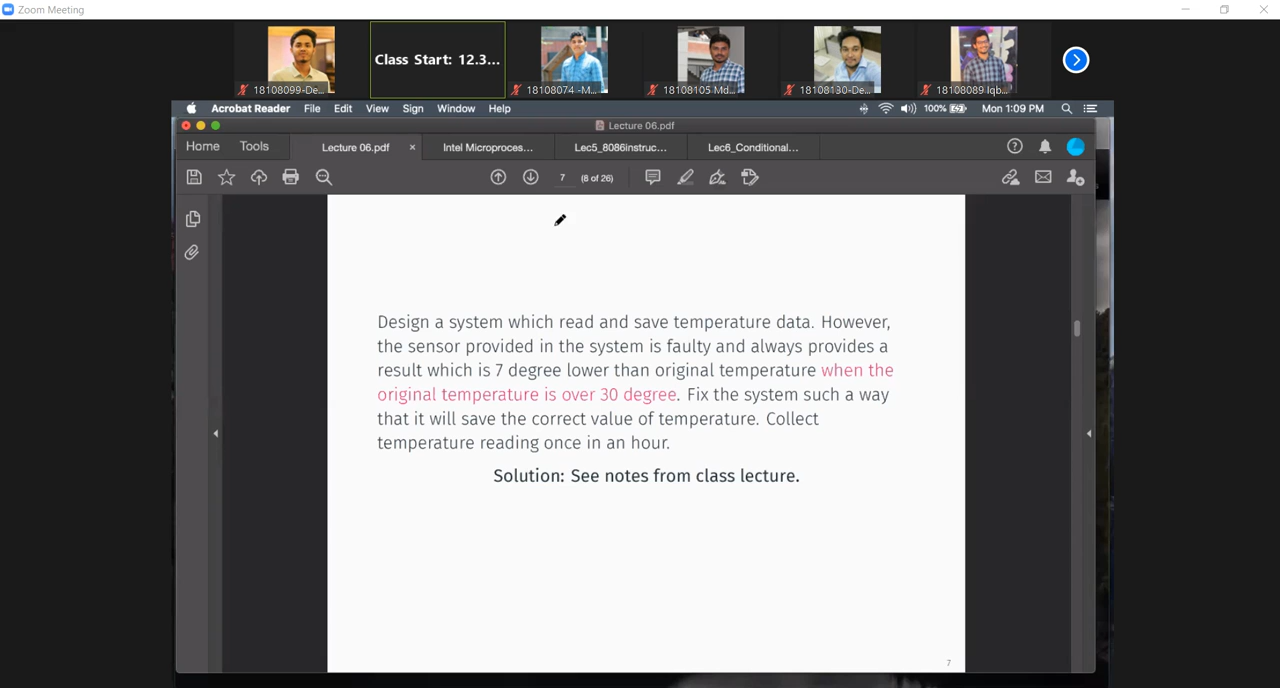 Zoom Meeting
Class Start: 12.3...
18108099-De...
18108074 -M...
18108105 Md...
18108130-De...
18108089 Iqb...
Acrobat Reader File Edit View Sign Window Help
100% Mon 1:09 PM
Lecture 06.pdf
Home Tools Lecture 06.pdf × Intel Microproces... Lec5_8086instruc... Lec6_Conditional...
7 (8 of 26)
Design a system which read and save temperature data. However,
the sensor provided in the system is faulty and always provides a
result which is 7 degree lower than original temperature when the
original temperature is over 30 degree. Fix the system such a way
that it will save the correct value of temperature. Collect
temperature reading once in an hour.
Solution: See notes from class lecture.
7